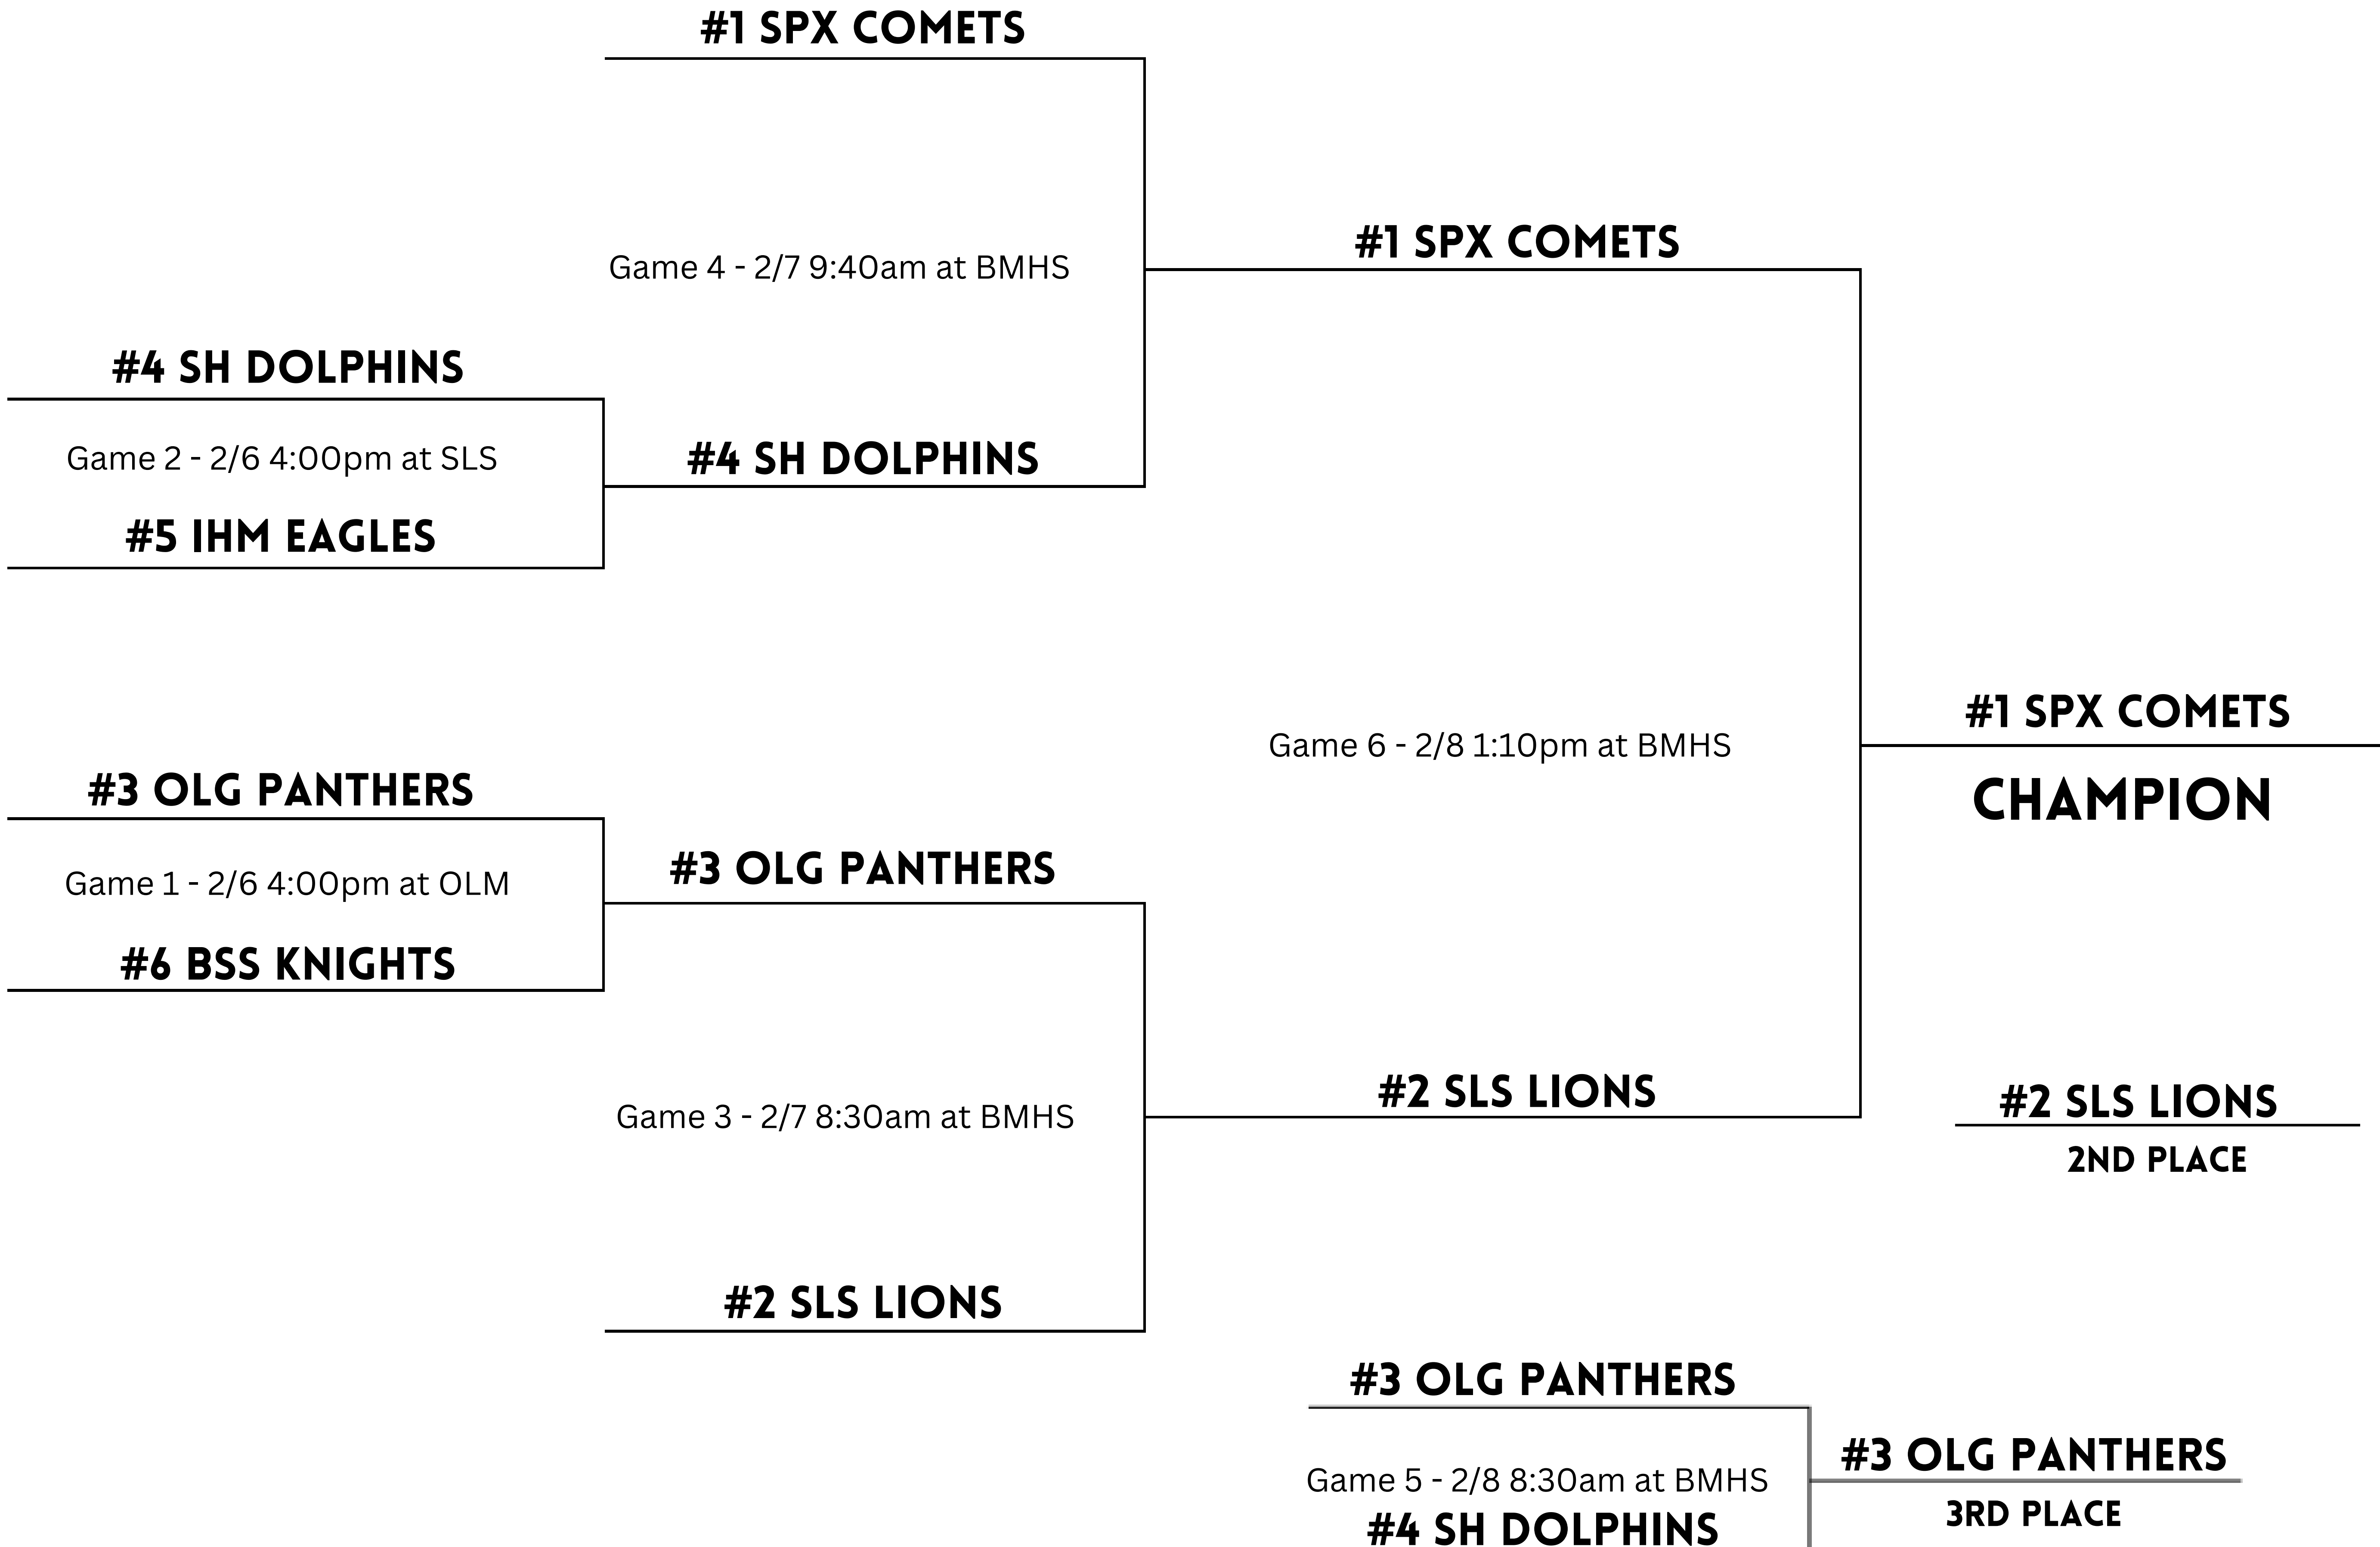 #1 SPX COMETS
Game 4 - 2/7 9:40am at BMHS
#1 SPX COMETS
#4 SH DOLPHINS
Game 2 - 2/6 4:00pm at SLS
#4 SH DOLPHINS
#5 IHM EAGLES
#3 OLG PANTHERS
Game 1 - 2/6 4:00pm at OLM
#3 OLG PANTHERS
#6 BSS KNIGHTS
Game 6 - 2/8 1:10pm at BMHS
#1 SPX COMETS
CHAMPION
Game 3 - 2/7 8:30am at BMHS
#2 SLS LIONS
#2 SLS LIONS
2ND PLACE
#2 SLS LIONS
#3 OLG PANTHERS
Game 5 - 2/8 8:30am at BMHS
#4 SH DOLPHINS
#3 OLG PANTHERS
3RD PLACE